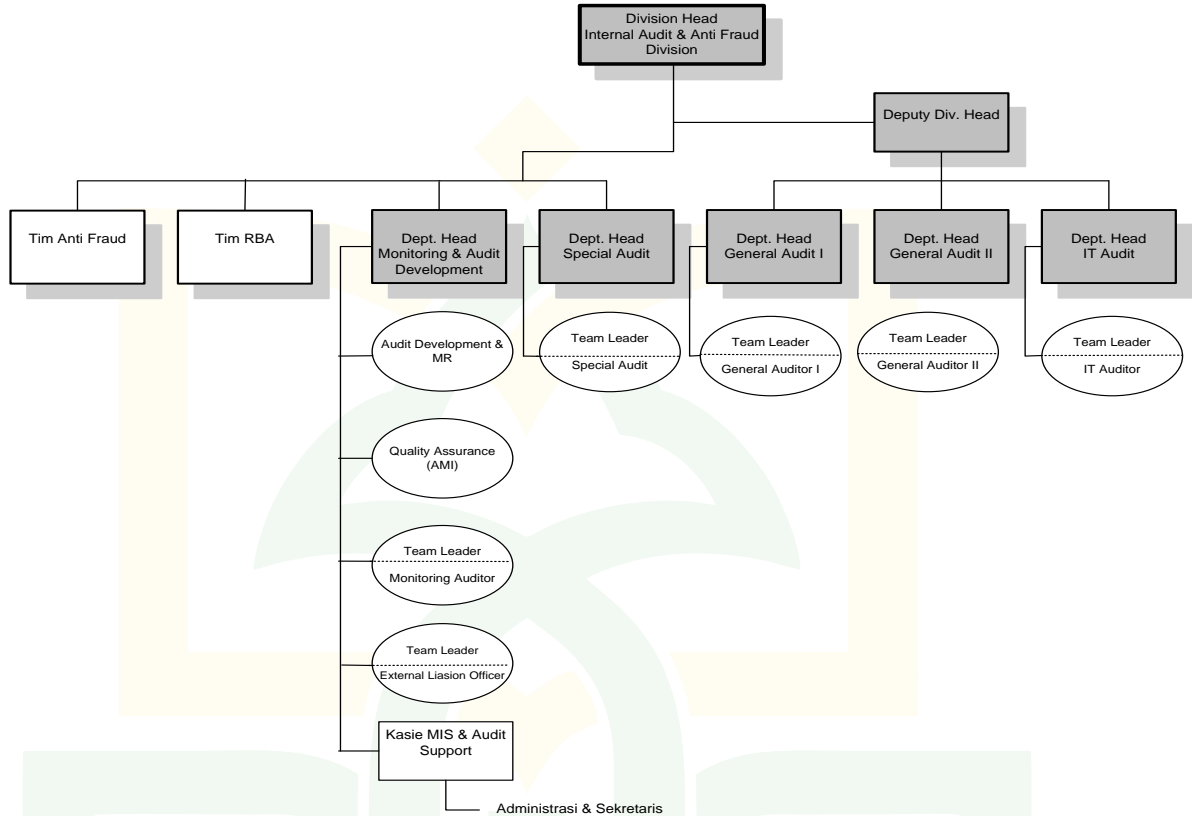 Division Head
Internal Audit & Anti Fraud
Division
Deputy Div. Head
Tim Anti Fraud
Tim RBA
Dept. Head
Monitoring & Audit
Development
Dept. Head
Special Audit
Dept. Head
General Audit I
Dept. Head
General Audit II
Dept. Head
IT Audit
Audit Development &
MR
Team Leader
Special Audit
Team Leader
General Auditor I
Team Leader
General Auditor II
Team Leader
IT Auditor
Quality Assurance
(AMI)
Team Leader
Monitoring Auditor
Team Leader
External Liasion Officer
Kasie MIS & Audit
Support
Administrasi & Sekretaris